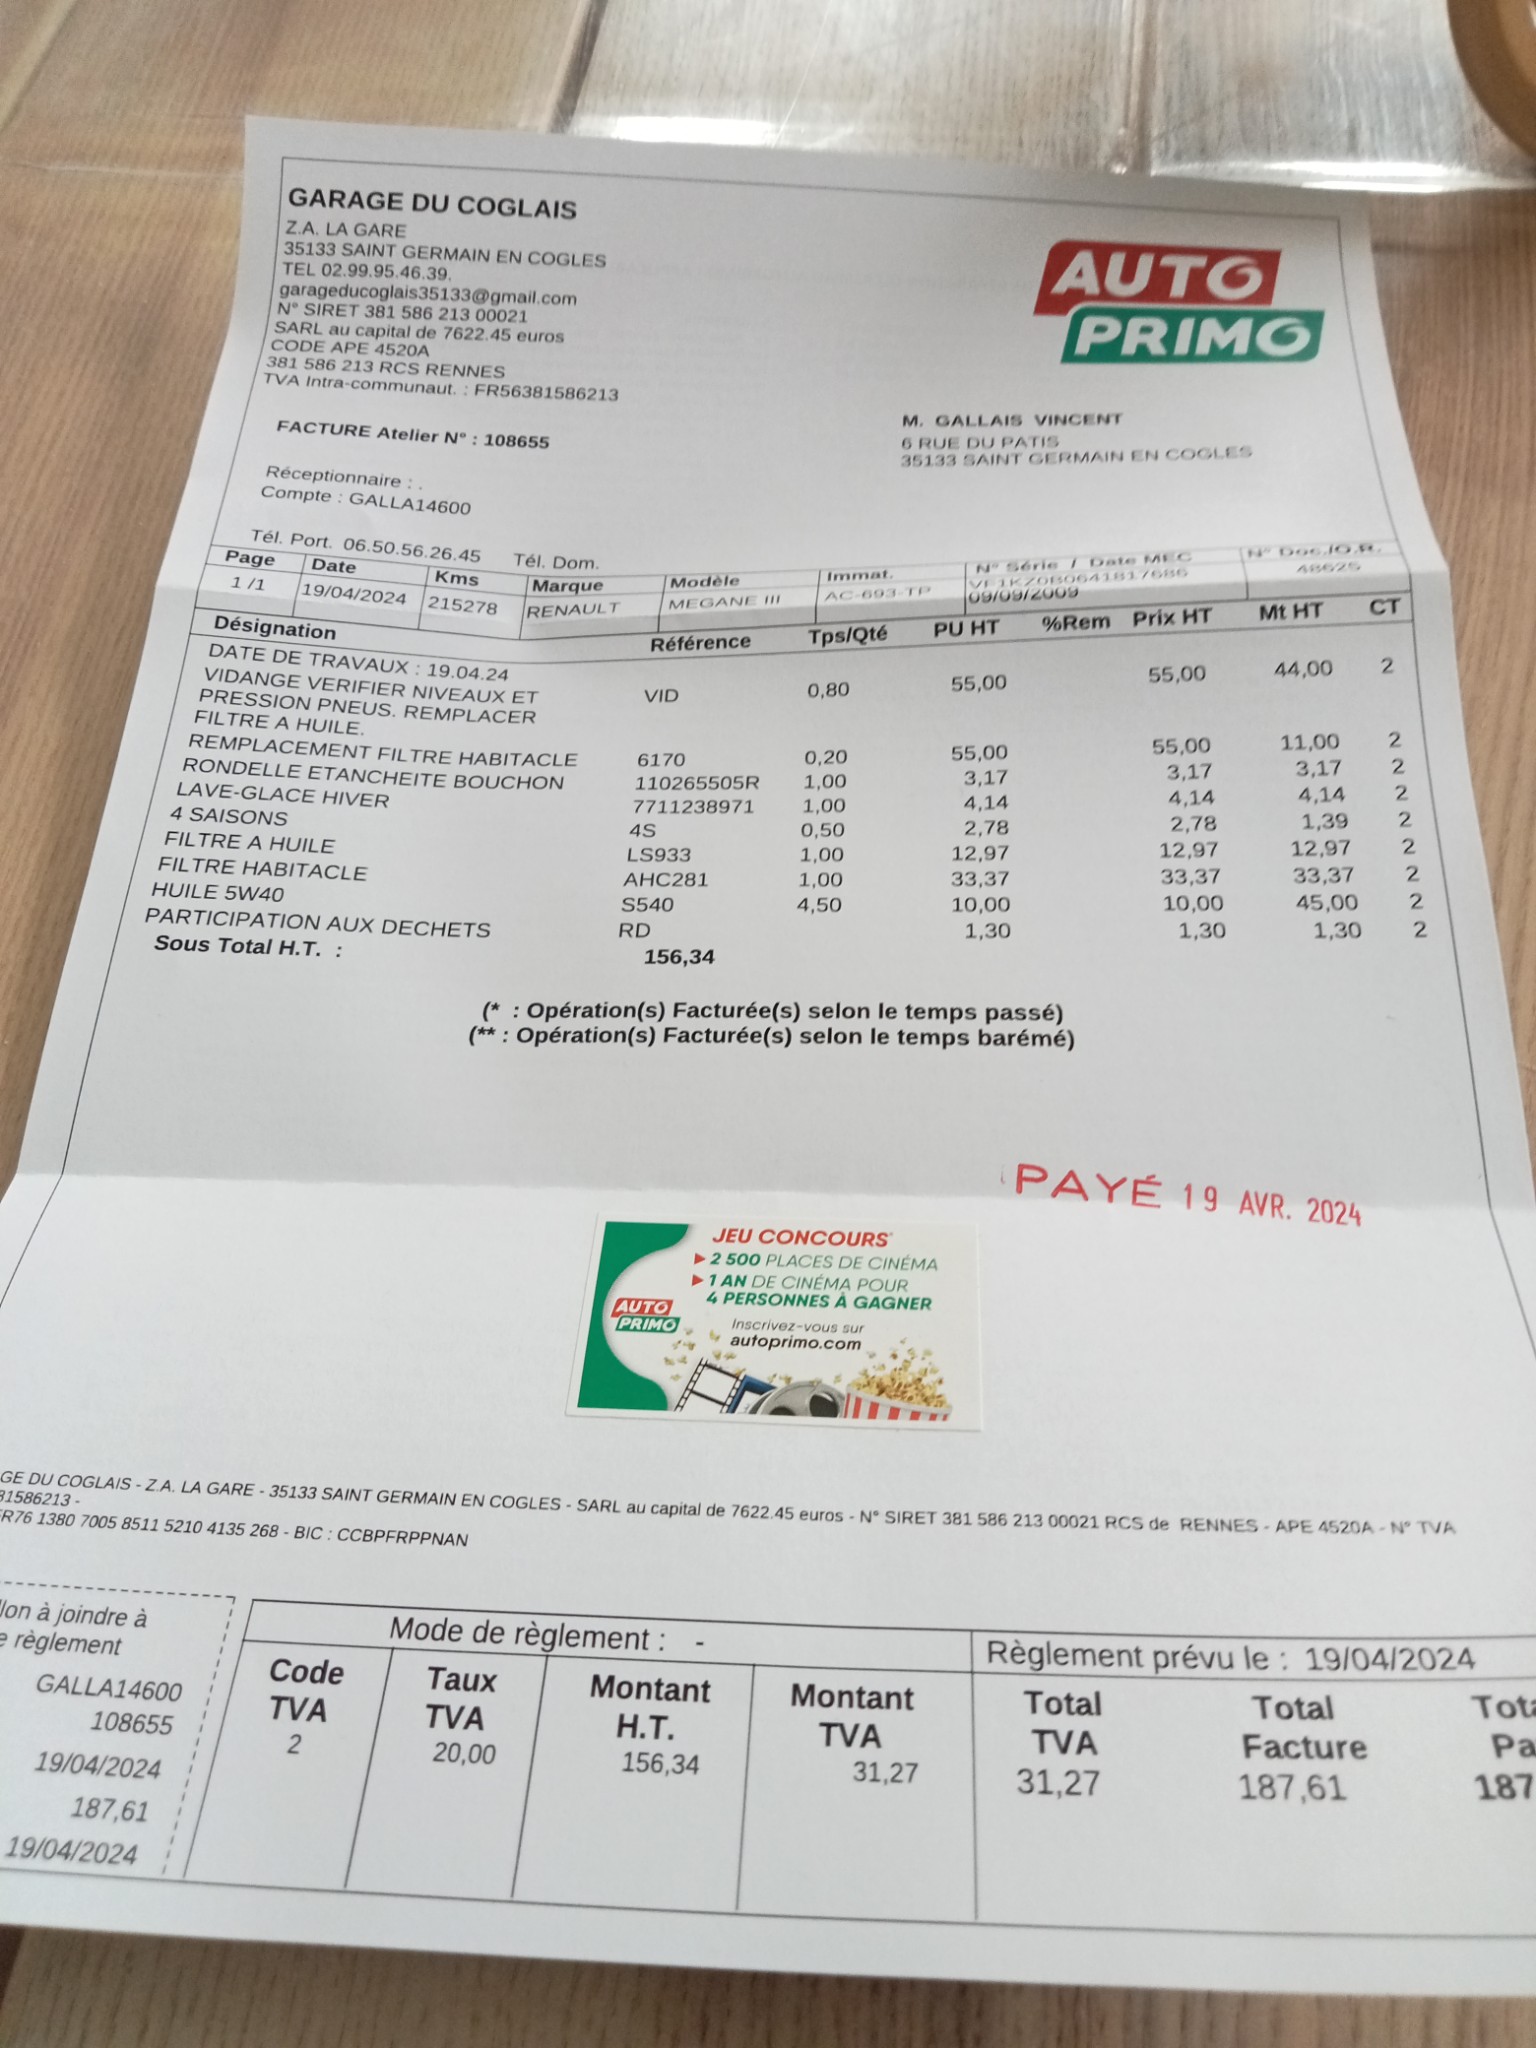 GARAGE DU COGLAIS
Z.A. LA GARE
35133 SAINT GERMAIN EN COGLES
TEL 02.99.95.46.39.
garageducoglais35133@gmail.com
N° SIRET 381 586 213 00021
SARL au capital de 7622.45 euros
CODE APE 4520A
381 586 213 RCS RENNES
TVA Intra-communaut. : FR56381586213
AUTO
PRIMO
FACTURE Atelier N° : 108655
M. GALLAIS VINCENT
6 RUE DU PATIS
35133 SAINT GERMAIN EN COGLES
Réceptionnaire : .
Compte : GALLA14600
Tél. Port. 06.50.56.26.45 Tél. Dom.
Page Date Kms Marque Modèle Immat. N° Série / Date MEC N° Doc./O.R.
1 /1 19/04/2024 215278 RENAULT MEGANE III AC-693-TP VF1KZ0B0641817686 48625
09/09/2009
Désignation Référence Tps/Qté PU HT %Rem Prix HT Mt HT CT
DATE DE TRAVAUX : 19.04.24
VIDANGE VERIFIER NIVEAUX ET VID 0,80 55,00 55,00 44,00 2
PRESSION PNEUS. REMPLACER
FILTRE A HUILE.
REMPLACEMENT FILTRE HABITACLE 6170 0,20 55,00 55,00 11,00 2
RONDELLE ETANCHEITE BOUCHON 110265505R 1,00 3,17 3,17 3,17 2
LAVE-GLACE HIVER 7711238971 1,00 4,14 4,14 4,14 2
4 SAISONS 4S 0,50 2,78 2,78 1,39 2
FILTRE A HUILE LS933 1,00 12,97 12,97 12,97 2
FILTRE HABITACLE AHC281 1,00 33,37 33,37 33,37 2
HUILE 5W40 S540 4,50 10,00 10,00 45,00 2
PARTICIPATION AUX DECHETS RD 1,30 1,30 1,30 2
Sous Total H.T. : 156,34
(* : Opération(s) Facturée(s) selon le temps passé)
(** : Opération(s) Facturée(s) selon le temps barémé)
PAYÉ 19 AVR. 2024
JEU CONCOURS*
2 500 PLACES DE CINÉMA
1 AN DE CINÉMA POUR
4 PERSONNES À GAGNER
AUTO
PRIMO
Inscrivez-vous sur
autoprimo.com
GE DU COGLAIS - Z.A. LA GARE - 35133 SAINT GERMAIN EN COGLES - SARL au capital de 7622.45 euros - N° SIRET 381 586 213 00021 RCS de RENNES - APE 4520A - N° TVA
81586213 -
FR76 1380 7005 8511 5210 4135 268 - BIC : CCBPFRPPNAN
llon à joindre à
e règlement
GALLA14600
108655
19/04/2024
187,61
19/04/2024
Mode de règlement : - Règlement prévu le : 19/04/2024
Code TVA Taux TVA Montant H.T. Montant TVA Total TVA Total Facture Tota Pa
2 20,00 156,34 31,27 31,27 187,61 187